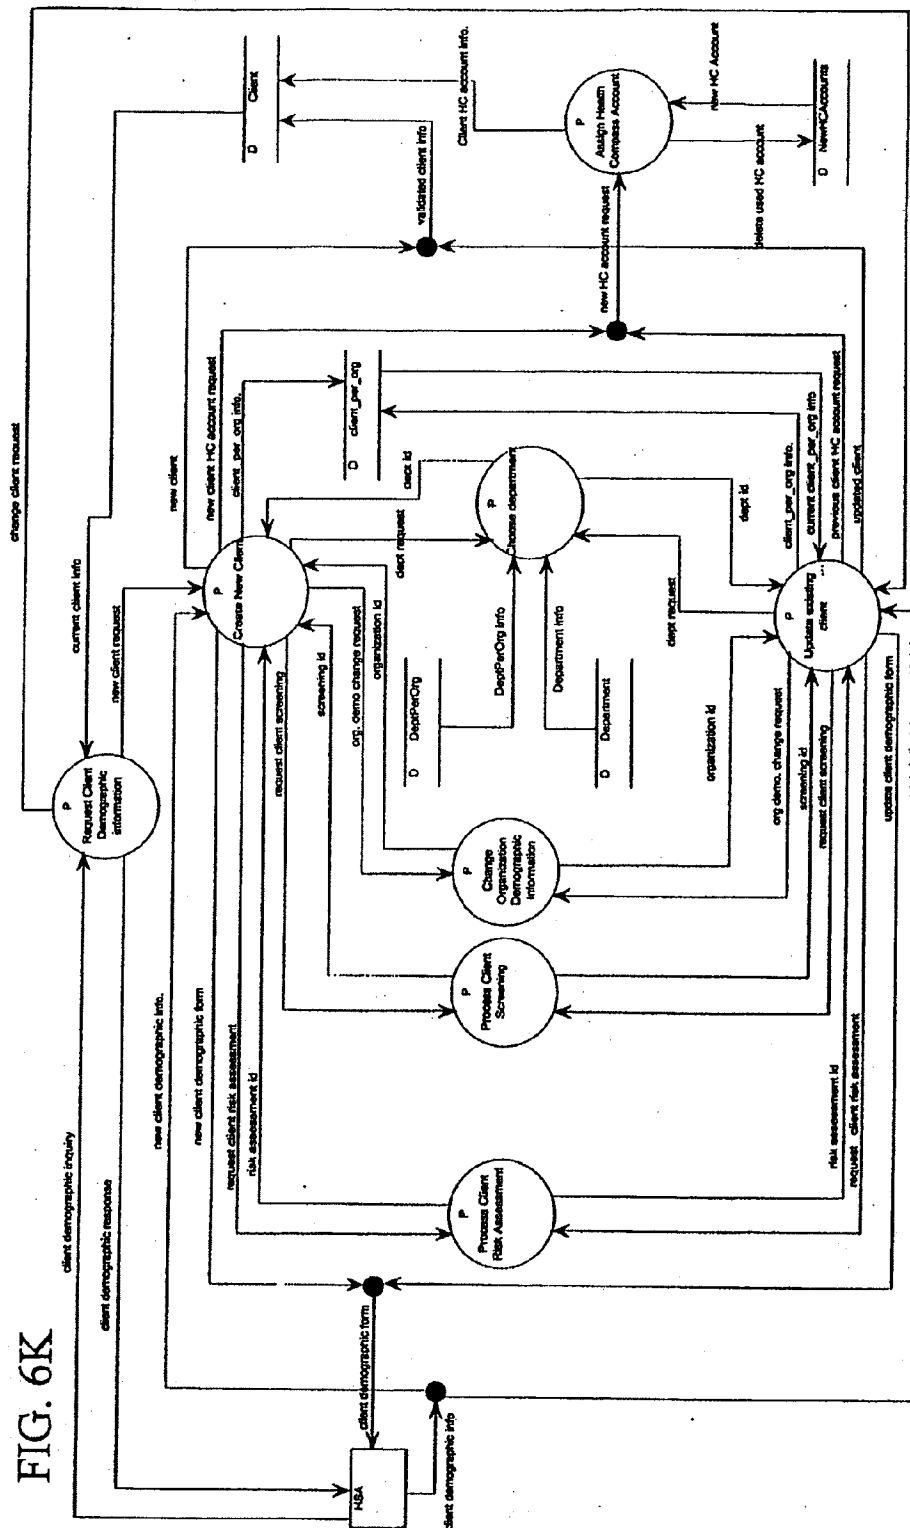 FIG. 6K
change client request
client demographic inquiry
client demographic response
P
Request Client
Demographic
information
current client info
new client request
D Client
validated client info
Client HC account info.
new client demographic info.
new client demographic form
request client risk assessment
risk assessment id
request client screening
screening id
org. demo change request
organization id
P
Create New Client
new client
new client HC account request
client_per_org info.
D client_per_org
dept id
dept request
P
Choose department
DeptPerOrg info
Department info
D DeptPerOrg
D Department
dept id
dept request
new HC account request
P
Assign Health
Compass Account
new HC Account
delete used HC account
D NewHCAccounts
HSA
client demographic form
client demographic info
P
Process Client
Risk Assessment
P
Process Client
Screening
P
Change
Organization
Demographic
Information
organization id
org demo. change request
screening id
request client screening
risk assessment id
request client risk assessment
update client demographic form
P
Update existing
client
...
client_per_org info.
current client_per_org info
previous client HC account request
updated client